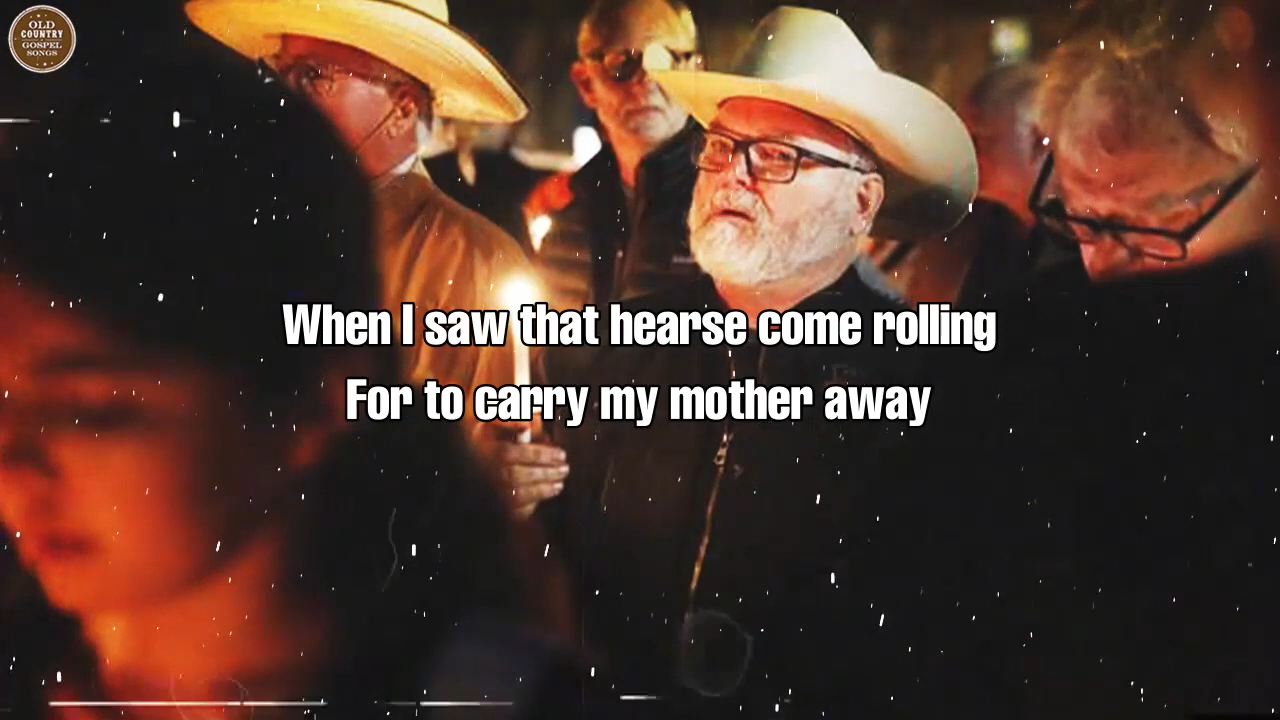 OLD
COUNTRY
GOSPEL
SONGS
When I saw that hearse come rolling
For to carry my mother away